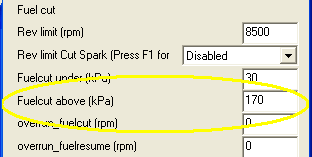 Fuel cut
Rev limit (rpm) 8500
Rev limit Cut Spark (Press F1 for Disabled
Fuelcut under (kPa) 30
Fuelcut above (kPa) 170
overrun_fuelcut (rpm) 0
overrun_fuelresume (rpm) 0